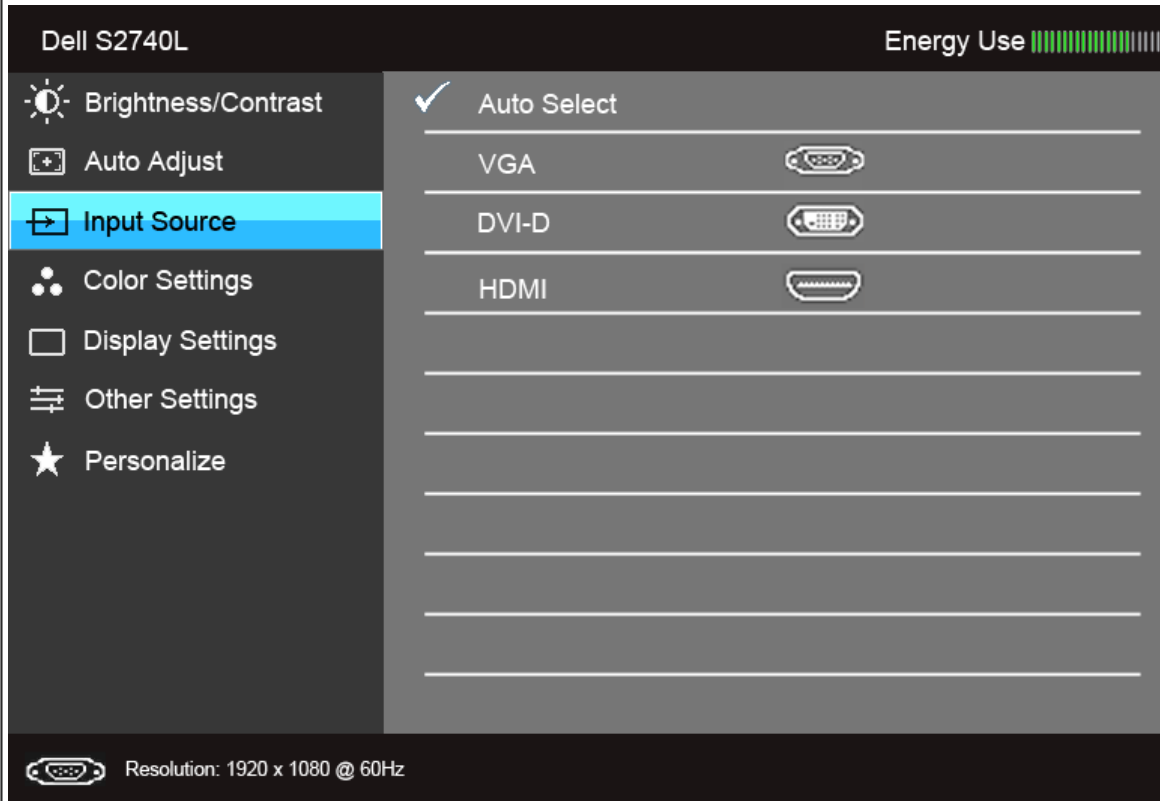 Dell S2740L
Energy Use
Brightness/Contrast
Auto Adjust
Input Source
Color Settings
Display Settings
Other Settings
Personalize
Auto Select
VGA
DVI-D
HDMI
Resolution: 1920 x 1080 @ 60Hz